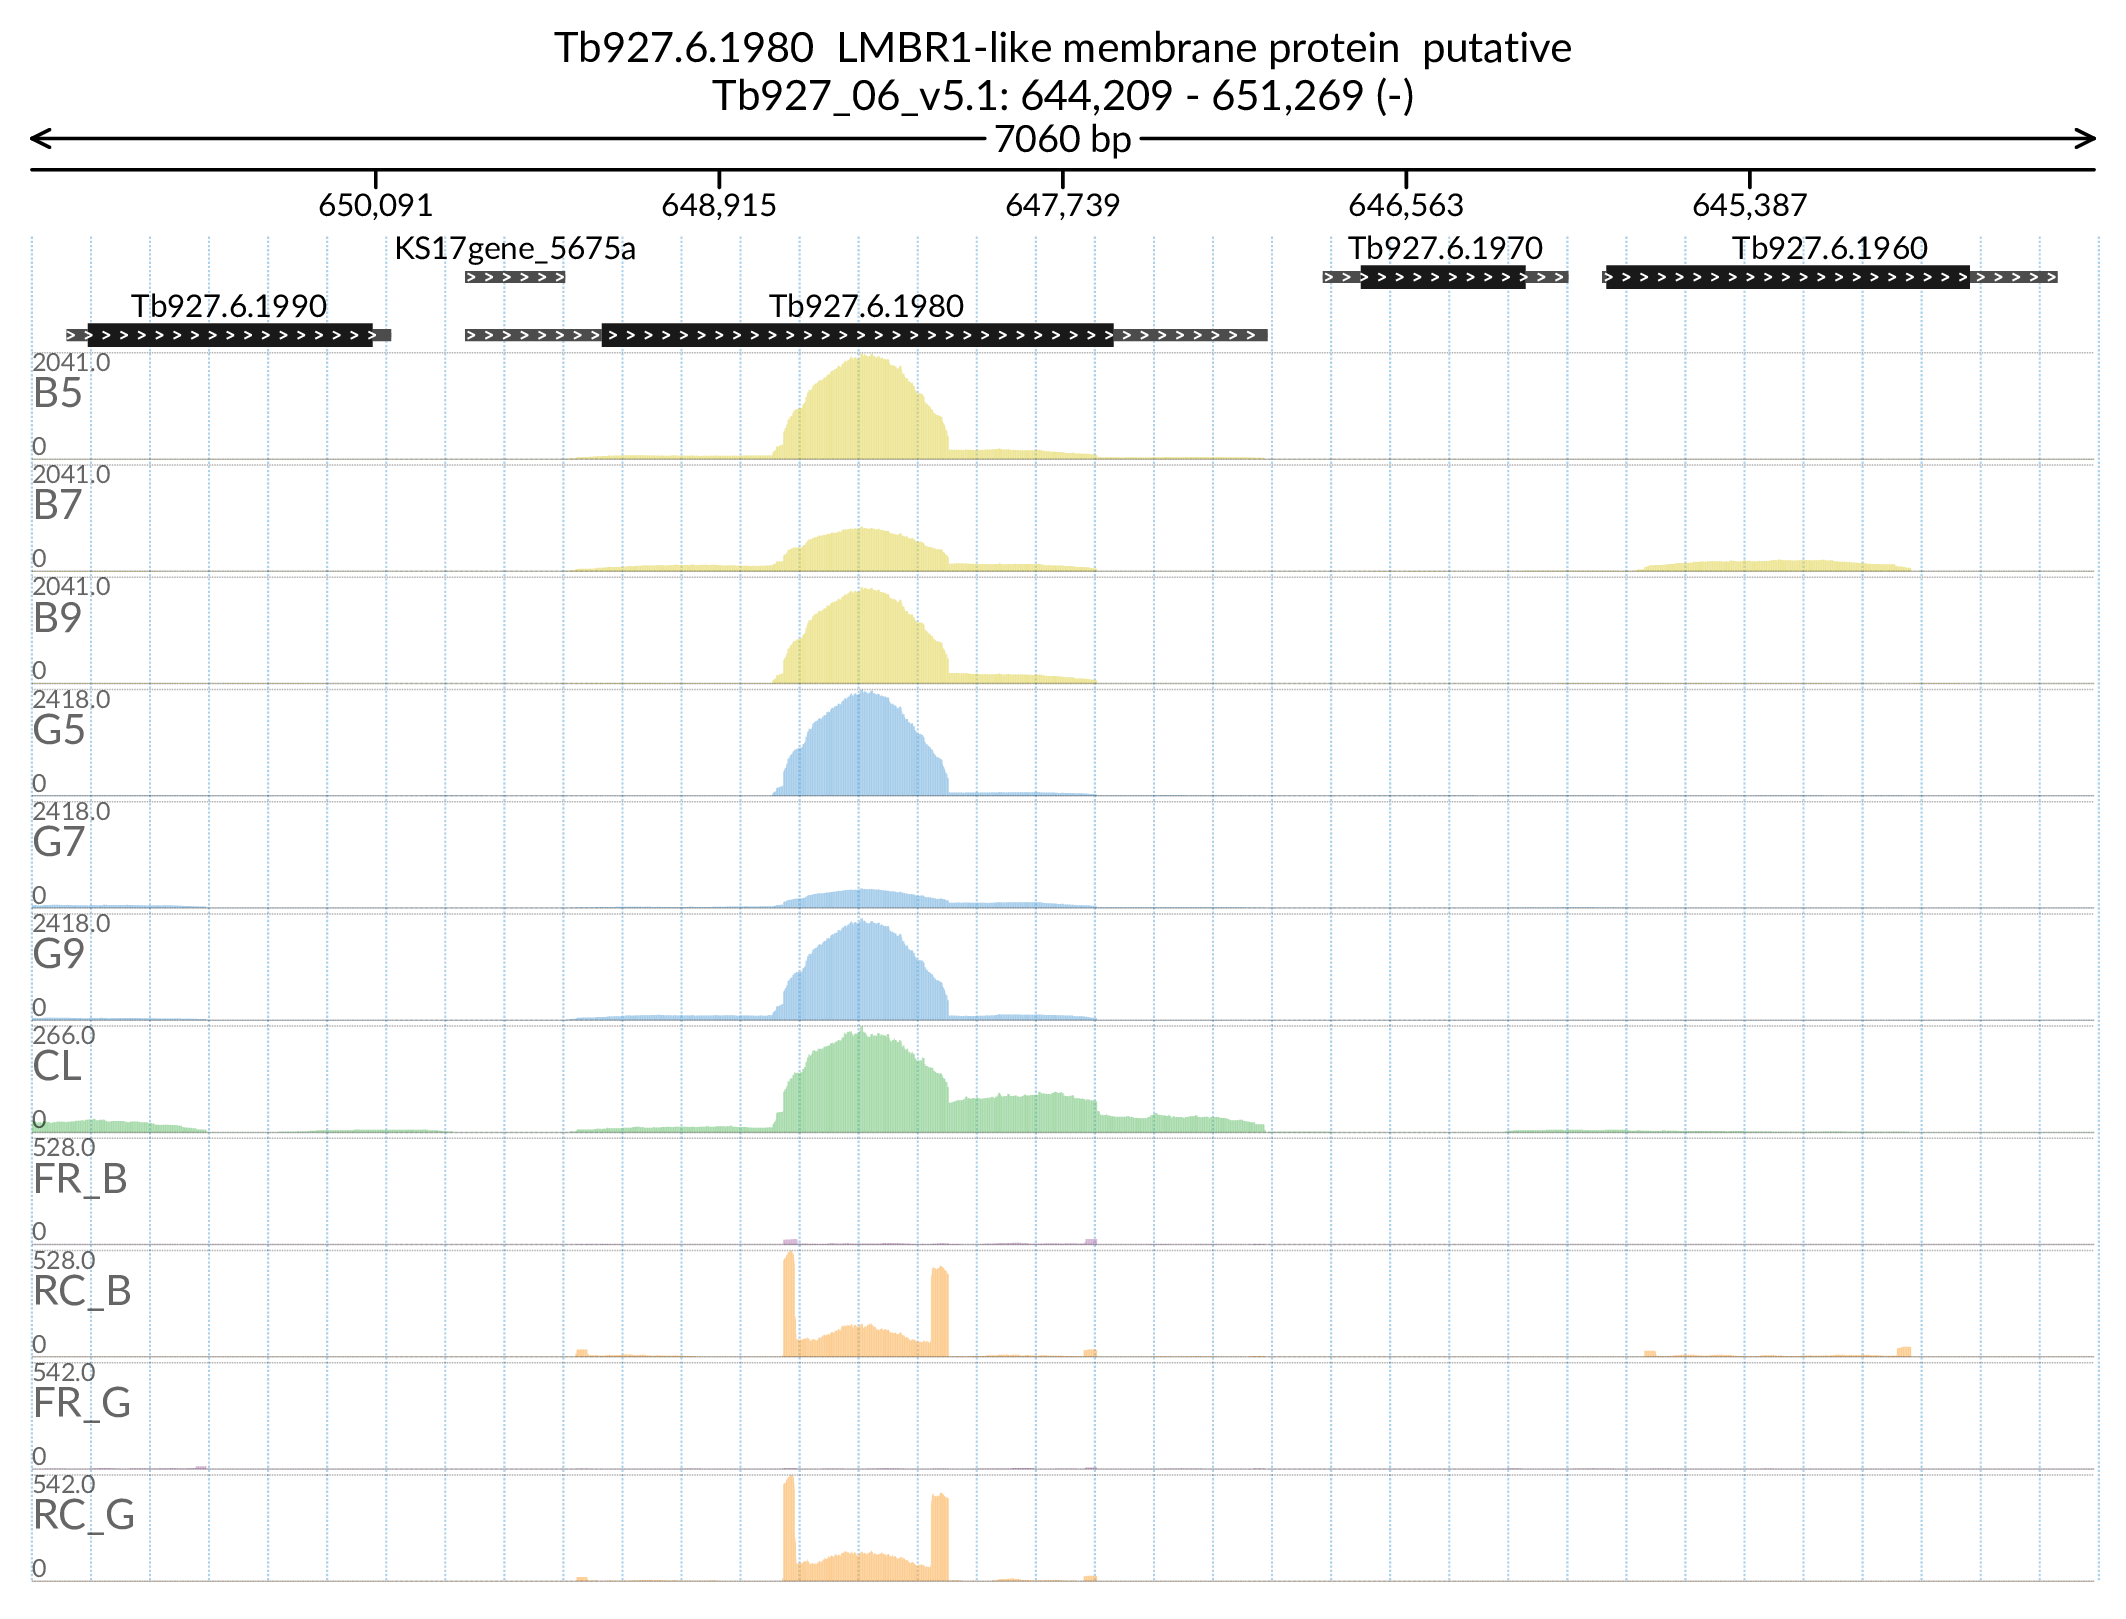 Tb927.6.1980  LMBR1-like membrane protein  putative
Tb927_06_v5.1: 644,209 - 651,269 (-)
7060 bp
650,091 648,915 647,739 646,563 645,387
KS17gene_5675a Tb927.6.1970 Tb927.6.1960
Tb927.6.1990 Tb927.6.1980
2041.0
B5
0
2041.0
B7
0
2041.0
B9
0
2418.0
G5
0
2418.0
G7
0
2418.0
G9
0
266.0
CL
0
528.0
FR_B
0
528.0
RC_B
0
542.0
FR_G
0
542.0
RC_G
0